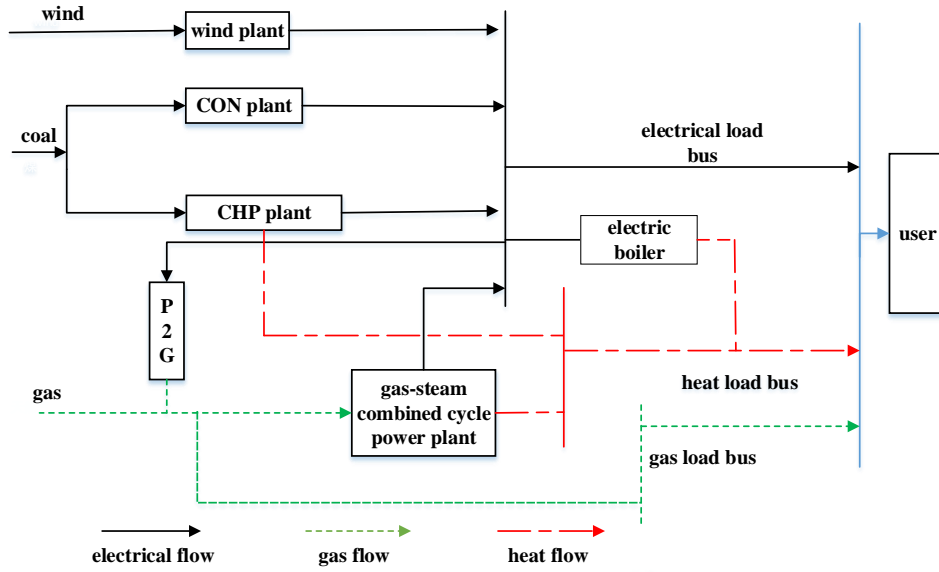 wind
wind plant
CON plant
coal
electrical load
bus
CHP plant
electric
boiler
user
P
2
G
gas
gas-steam
combined cycle
power plant
heat load bus
gas load bus
electrical flow
gas flow
heat flow